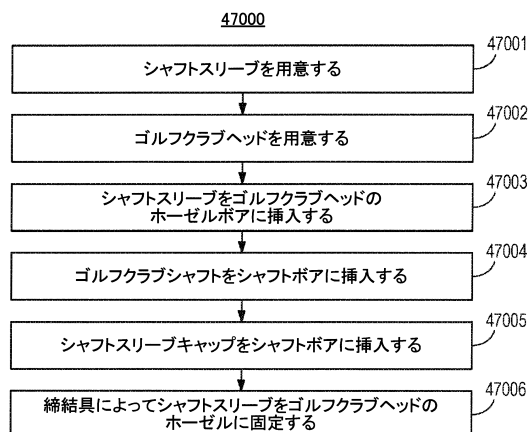 47000
47001
シャフトスリーブを用意する
47002
ゴルフクラブヘッドを用意する
47003
シャフトスリーブをゴルフクラブヘッドの
ホーゼルボアに挿入する
47004
ゴルフクラブシャフトをシャフトボアに挿入する
47005
シャフトスリーブキャップをシャフトボアに挿入する
47006
締結具によってシャフトスリーブをゴルフクラブヘッドの
ホーゼルに固定する